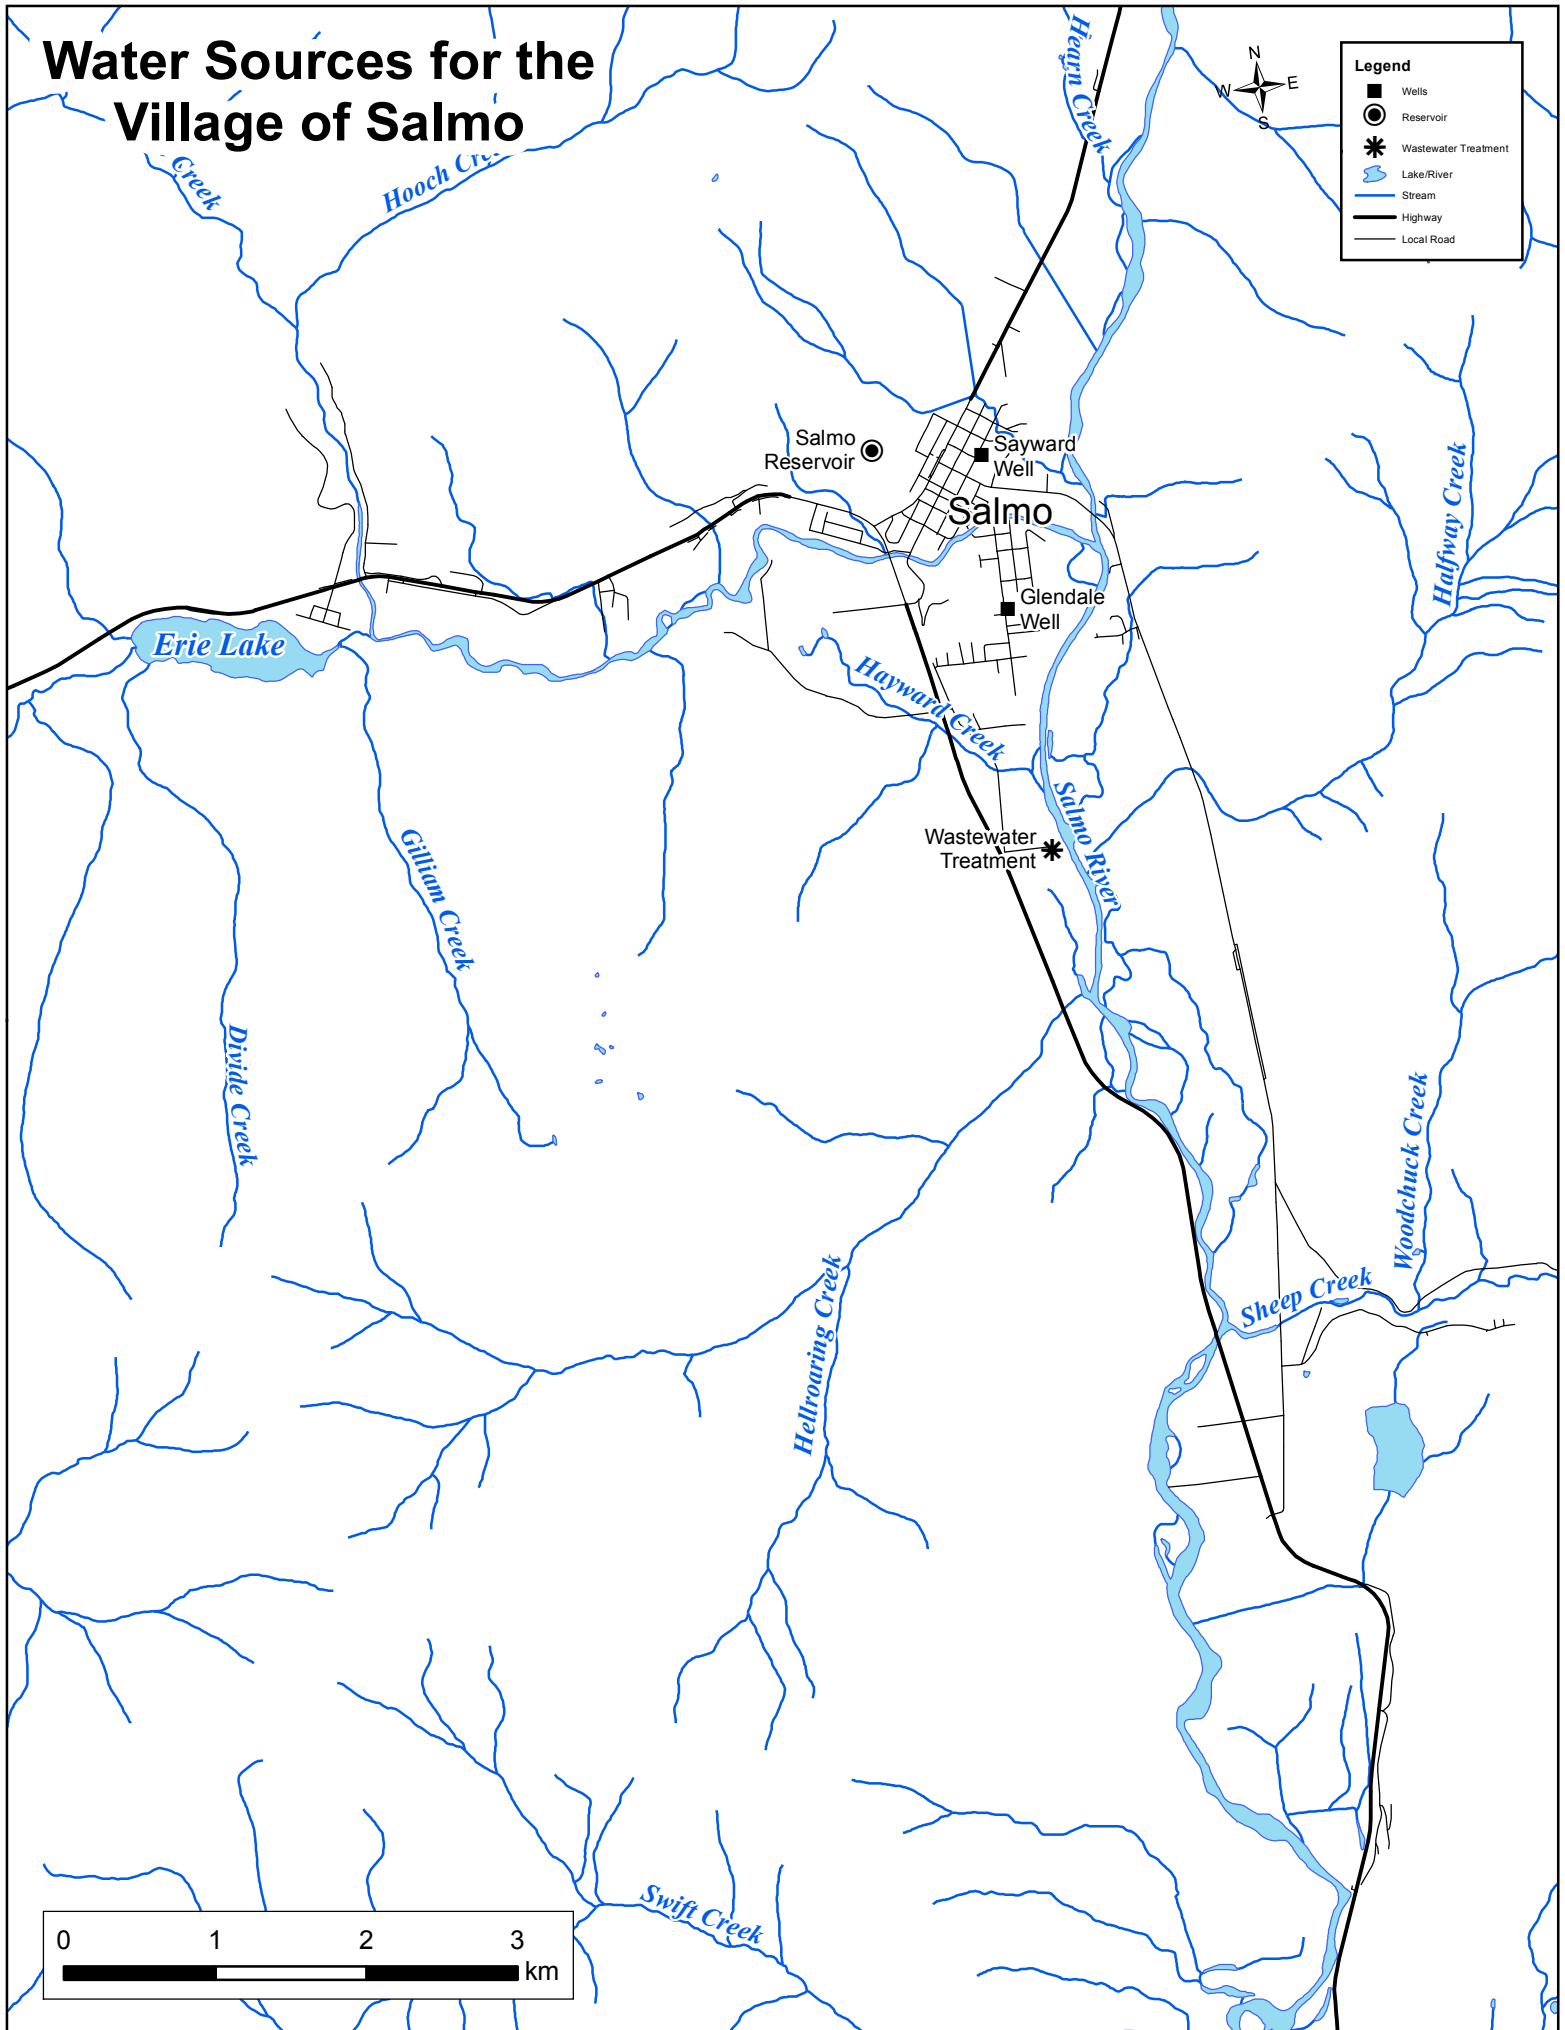 Water Sources for the
Village of Salmo
N
W
E
S
Legend
Wells
Reservoir
Wastewater Treatment
Lake/River
Stream
Highway
Local Road
Hearn Creek
Creek
Hooch
Salmo
Reservoir
Sayward
Well
Salmo
Halfway Creek
Glendale
Well
Erie Lake
Hayward Creek
Salmo River
Wastewater
Treatment
Gilliam Creek
Divide Creek
Woodchuck Creek
Sheep Creek
Hellroaring Creek
Swift Creek
0 1 2 3
km